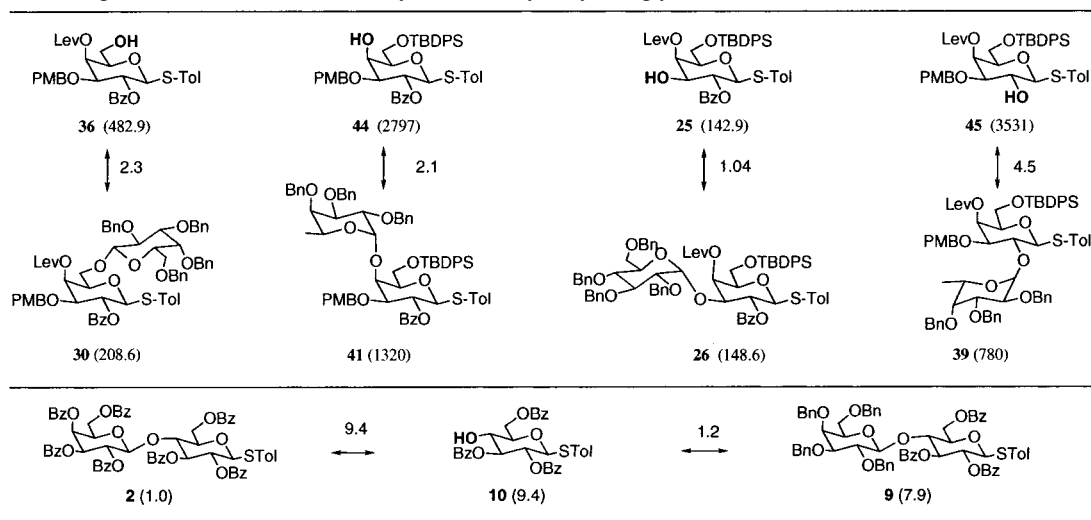 LevO OH
PMBO O S-Tol
BzO
36 (482.9)
HO OTBDPS
PMBO O S-Tol
BzO
44 (2797)
LevO OTBDPS
HO O S-Tol
BzO
25 (142.9)
LevO OTBDPS
PMBO O S-Tol
HO
45 (3531)
2.3
2.1
1.04
4.5
BnO OBn
O O OBn
LevO OBn
PMBO O S-Tol
BzO
30 (208.6)
BnO OBn
O OBn
O OTBDPS
PMBO O S-Tol
BzO
41 (1320)
OBn
BnO O LevO OTBDPS
BnO BnO O O S-Tol
BzO
26 (148.6)
LevO OTBDPS
PMBO O S-Tol
O
O OBn
BnO OBn
39 (780)
BzO OBz
O O OBz
BzO BzO BzO O STol
OBz
2 (1.0)
9.4
OBz
HO O
BzO STol
OBz
10 (9.4)
1.2
BnO OBn
O O OBz
BnO OBn BzO O STol
OBz
9 (7.9)